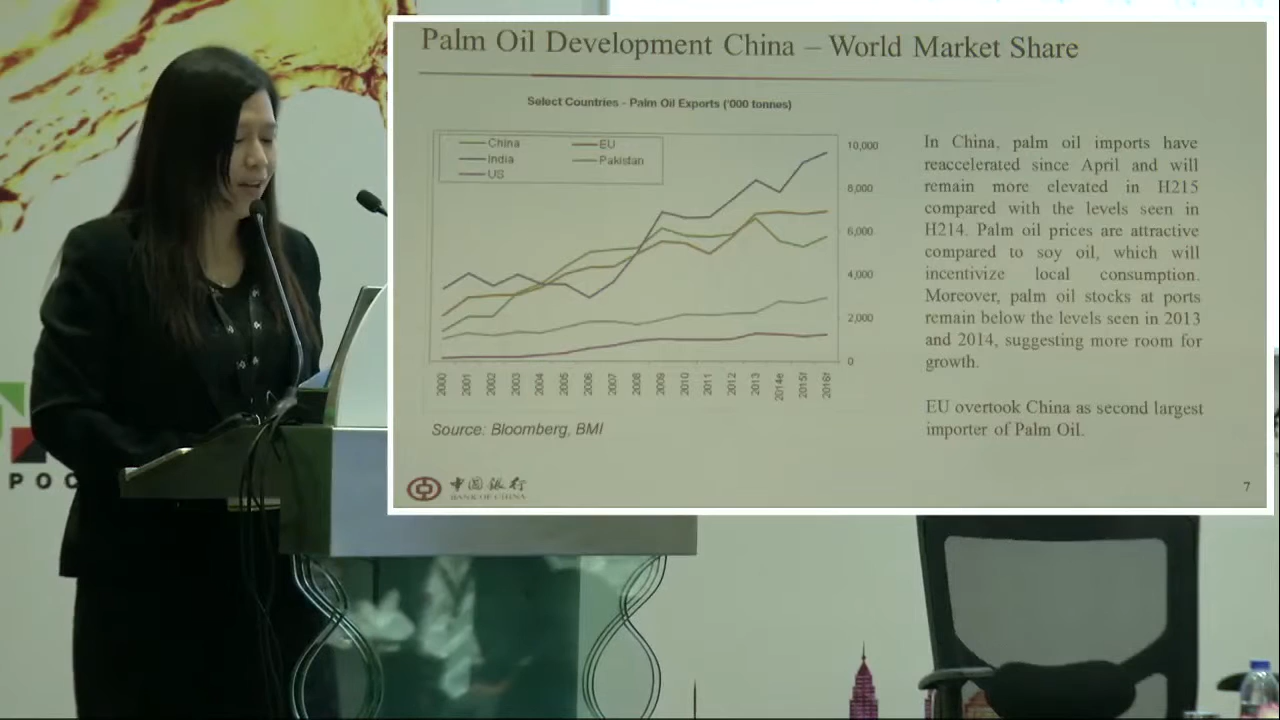 Palm Oil Development China – World Market Share
Select Countries - Palm Oil Exports ('000 tonnes)
China
EU
India
Pakistan
US
10,000
8,000
6,000
4,000
2,000
0
2000
2001
2002
2003
2004
2005
2006
2007
2008
2009
2010
2011
2012
2013
2014e
2015f
2016f
Source: Bloomberg, BMI
In China, palm oil imports have
reaccelerated since April and will
remain more elevated in H215
compared with the levels seen in
H214. Palm oil prices are attractive
compared to soy oil, which will
incentivize local consumption.
Moreover, palm oil stocks at ports
remain below the levels seen in 2013
and 2014, suggesting more room for
growth.
EU overtook China as second largest
importer of Palm Oil.
中国银行
BANK OF CHINA
7
POC